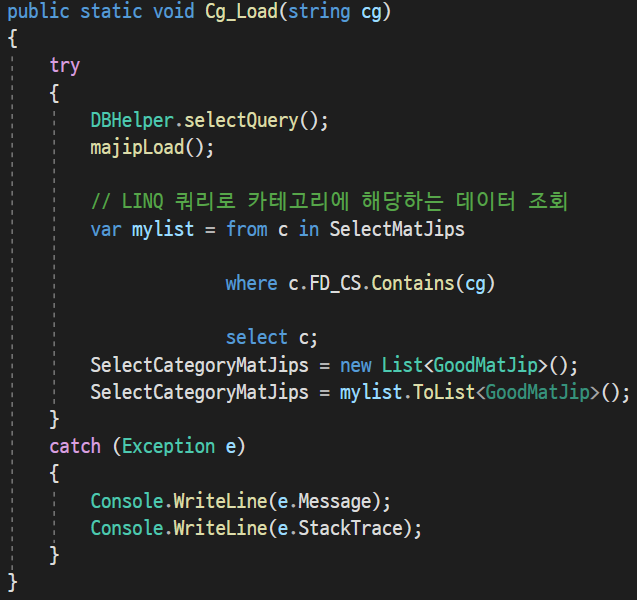 public static void Cg_Load(string cg)
{
    try
    {
        DBHelper.selectQuery();
        majipLoad();

        // LINQ 쿼리로 카테고리에 해당하는 데이터 조회
        var mylist = from c in SelectMatJips

                     where c.FD_CS.Contains(cg)

                     select c;
        SelectCategoryMatJips = new List<GoodMatJip>();
        SelectCategoryMatJips = mylist.ToList<GoodMatJip>();
    }
    catch (Exception e)
    {
        Console.WriteLine(e.Message);
        Console.WriteLine(e.StackTrace);
    }
}